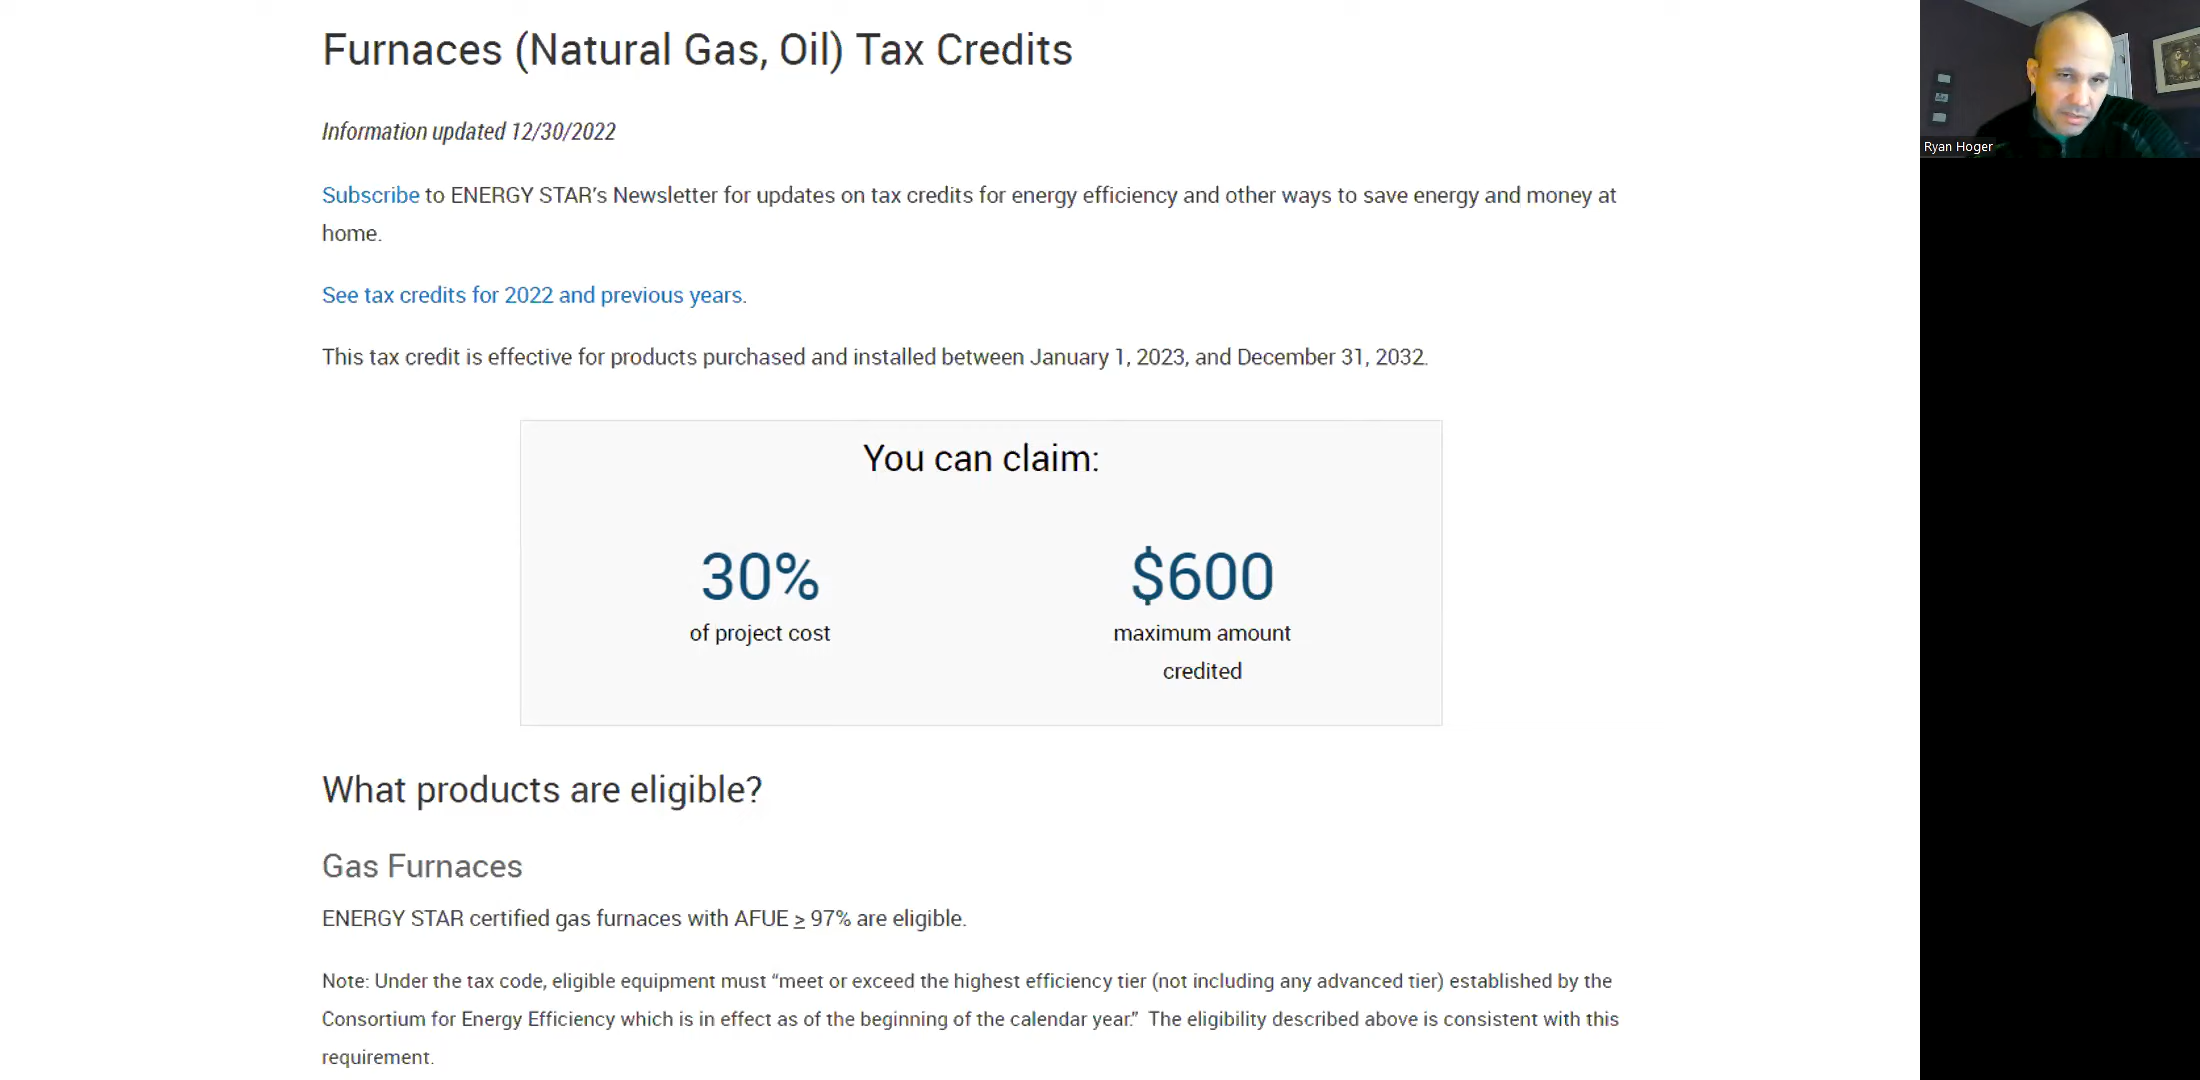 Furnaces (Natural Gas, Oil) Tax Credits
Information updated 12/30/2022
Subscribe to ENERGY STAR's Newsletter for updates on tax credits for energy efficiency and other ways to save energy and money at
home.
See tax credits for 2022 and previous years.
This tax credit is effective for products purchased and installed between January 1, 2023, and December 31, 2032.
You can claim:
30%
of project cost
$600
maximum amount
credited
What products are eligible?
Gas Furnaces
ENERGY STAR certified gas furnaces with AFUE ≥ 97% are eligible.
Note: Under the tax code, eligible equipment must “meet or exceed the highest efficiency tier (not including any advanced tier) established by the
Consortium for Energy Efficiency which is in effect as of the beginning of the calendar year.”  The eligibility described above is consistent with this
requirement.
Ryan Hoger